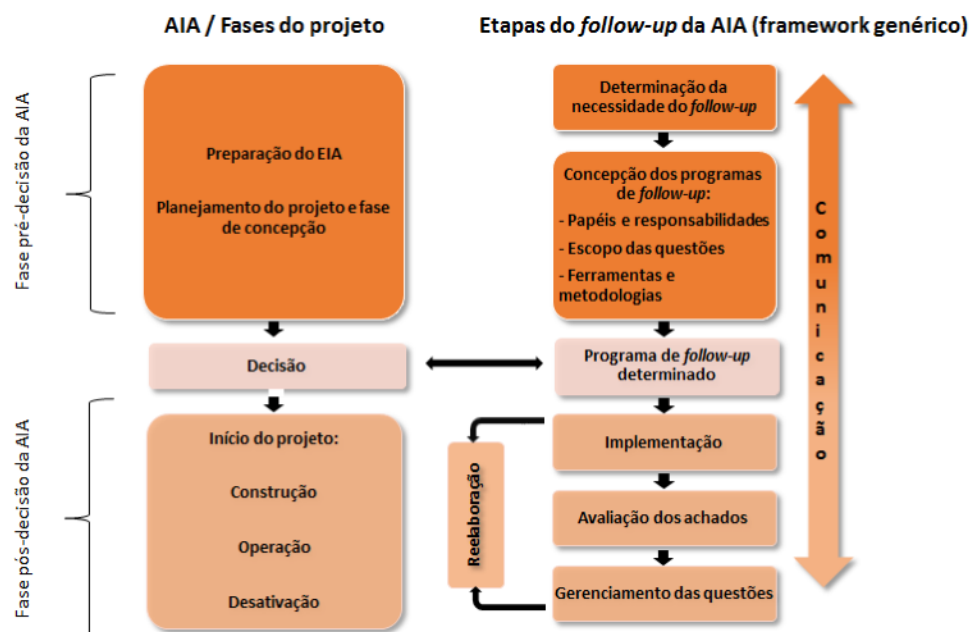 AIA / Fases do projeto
Etapas do follow-up da AIA (framework genérico)
Fase pré-decisão da AIA
Preparação do EIA
Planejamento do projeto e fase
de concepção
Determinação da
necessidade do follow-up
Concepção dos programas
de follow-up:
- Papéis e responsabilidades
- Escopo das questões
- Ferramentas e
metodologias
Comunicação
Decisão
Programa de follow-up
determinado
Fase pós-decisão da AIA
Início do projeto:
Construção
Operação
Desativação
Reelaboração
Implementação
Avaliação dos achados
Gerenciamento das questões